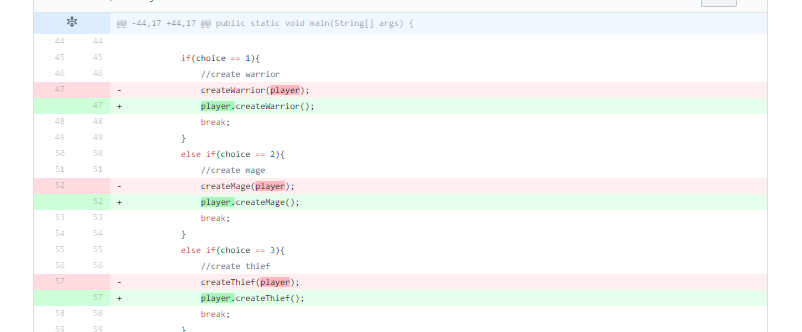 @@ -44,17 +44,17 @@ public static void main(String[] args) {
44 44
45 45 if(choice == 1){
46 46 //create warrior
47 - createWarrior(player);
47 + player.createWarrior();
48 48 break;
49 49 }
50 50 else if(choice == 2){
51 51 //create mage
52 - createMage(player);
52 + player.createMage();
53 53 break;
54 54 }
55 55 else if(choice == 3){
56 56 //create thief
57 - createThief(player);
57 + player.createThief();
58 58 break;
59 59 }